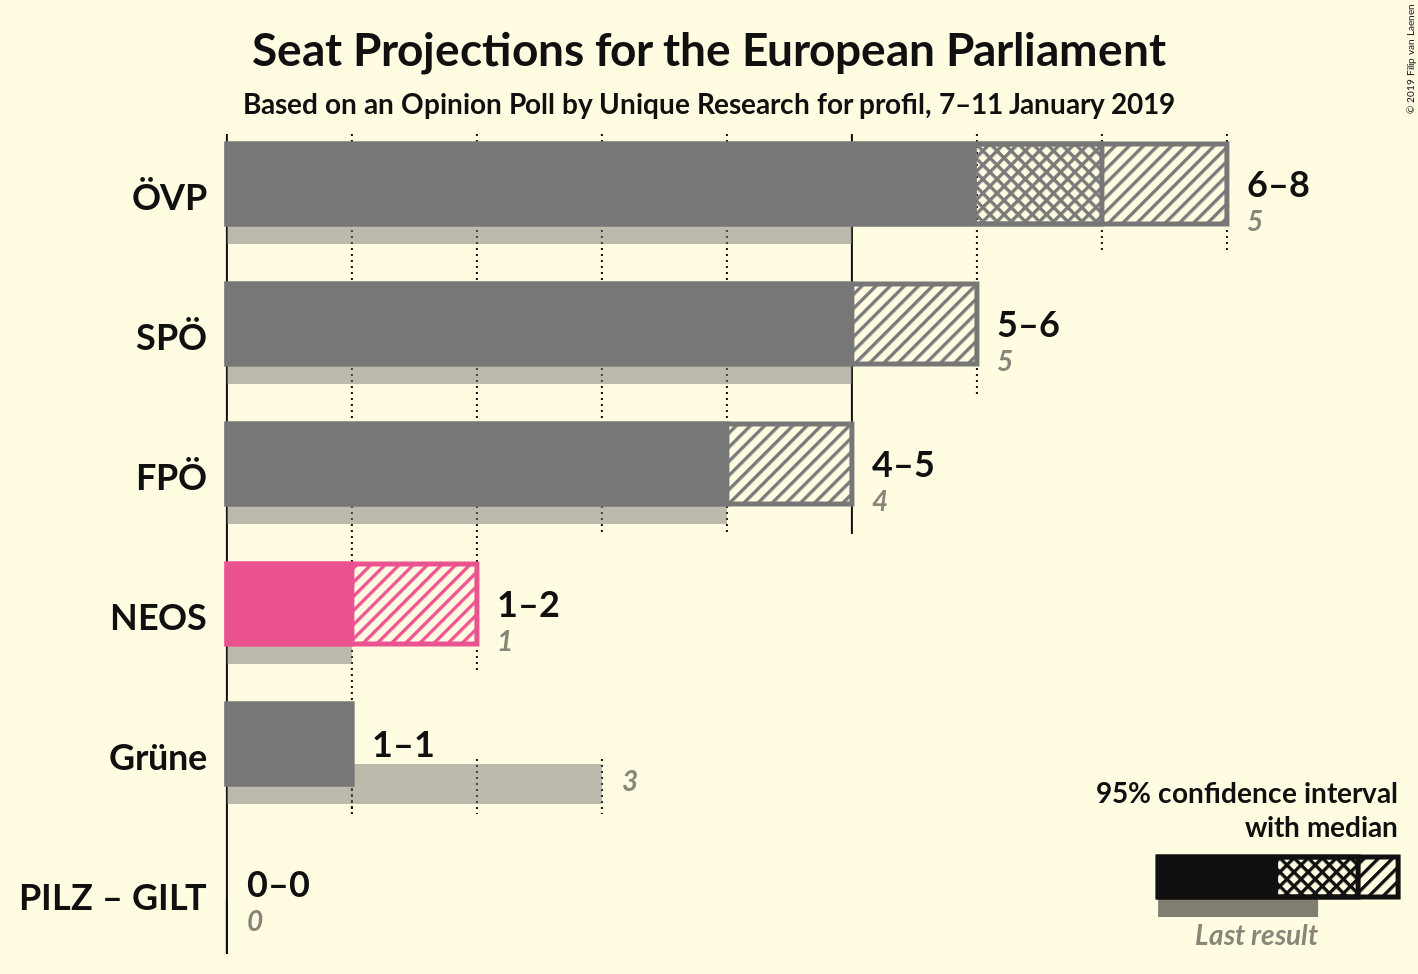 Seat Projections for the European Parliament
Based on an Opinion Poll by Unique Research for profil, 7–11 January 2019
© 2019 Filip van Laenen
ÖVP
6–8
5
SPÖ
5–6
5
FPÖ
4–5
4
NEOS
1–2
1
Grüne
1–1
3
PILZ – GILT
0–0
0
95% confidence interval
with median
Last result